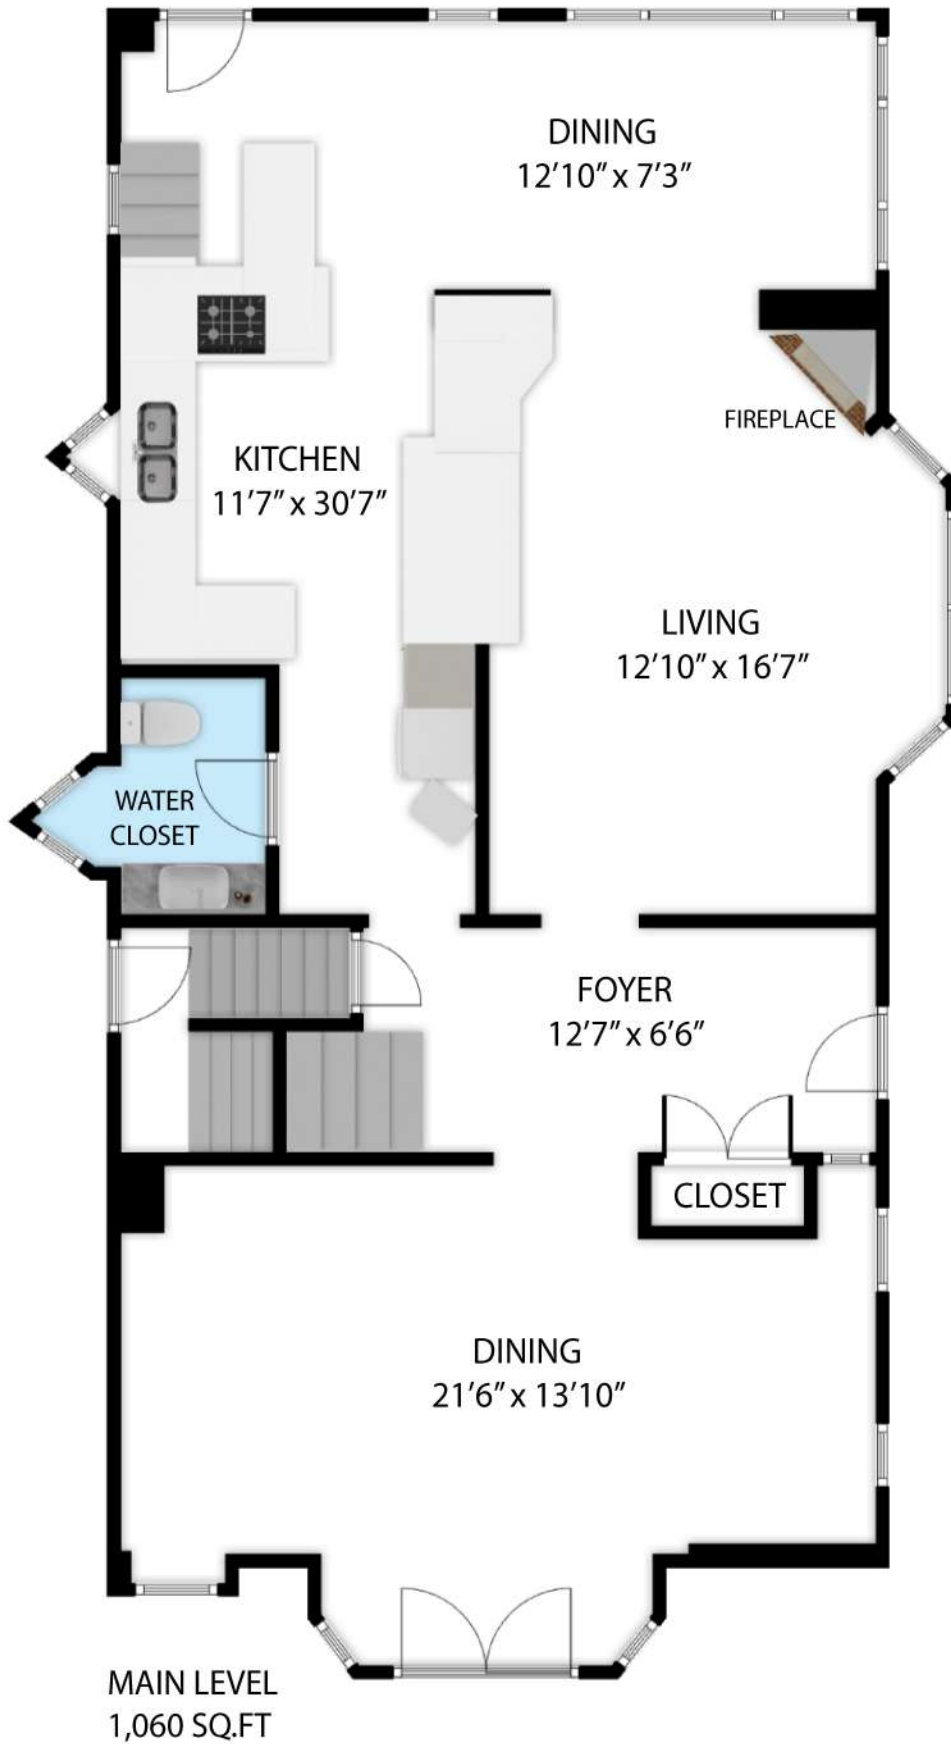 DINING
12'10" x 7'3"
FIREPLACE
KITCHEN
11'7" x 30'7"
LIVING
12'10" x 16'7"
WATER
CLOSET
FOYER
12'7" x 6'6"
CLOSET
DINING
21'6" x 13'10"
MAIN LEVEL
1,060 SQ.FT